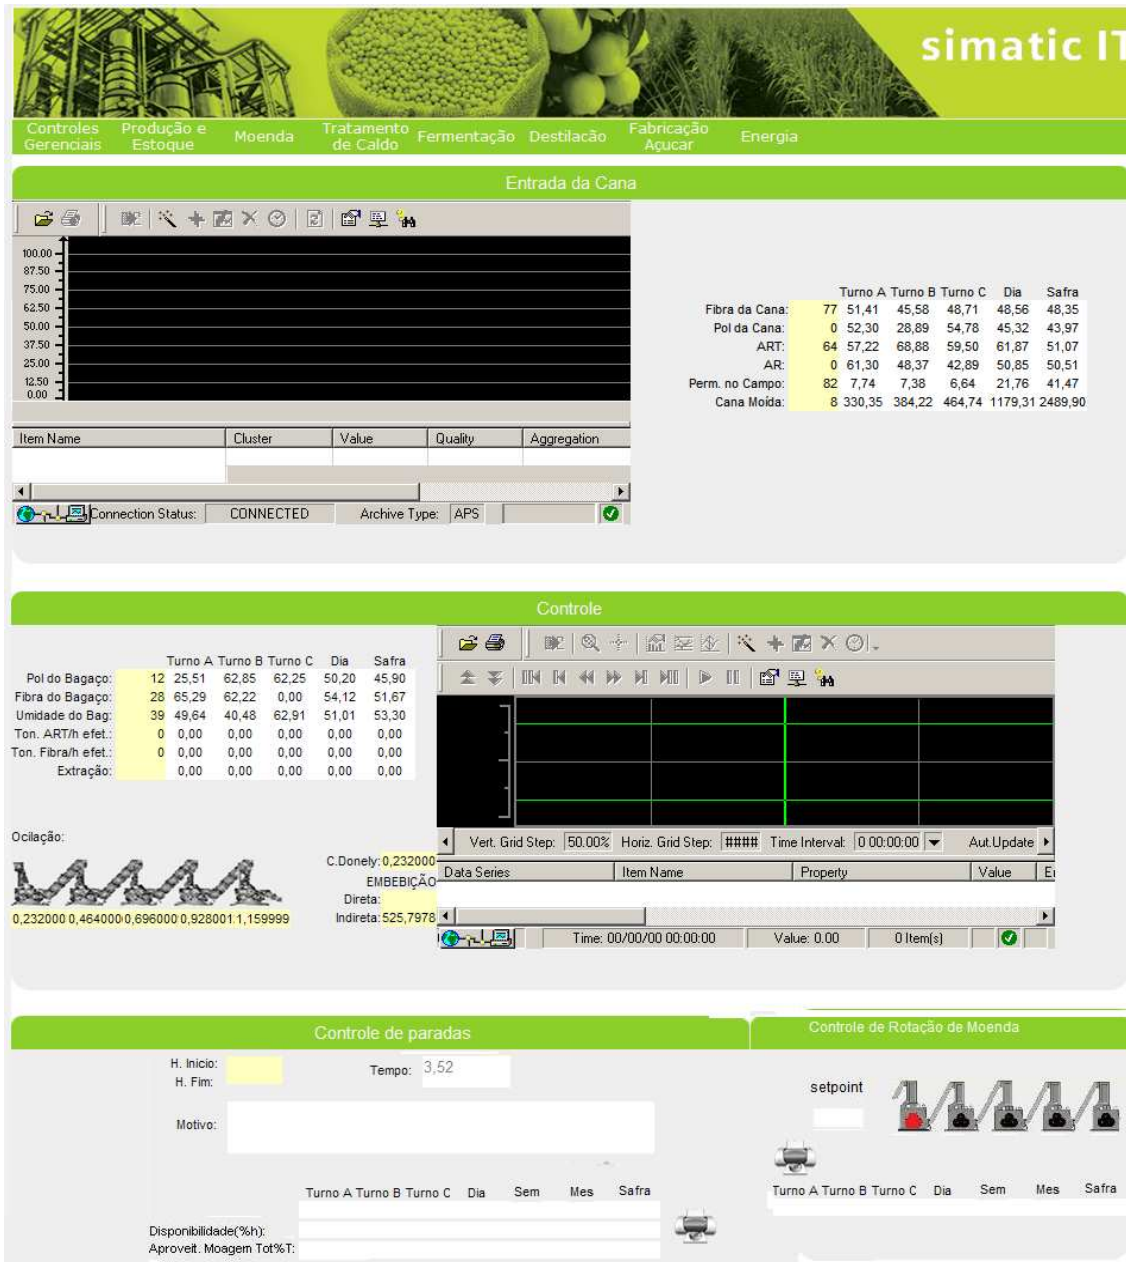 simatic IT
Controles Gerenciais Produção e Estoque Moenda Tratamento de Caldo Fermentação Destilacão Fabricação Açucar Energia
Entrada da Cana
100.00
87.50
75.00
62.50
50.00
37.50
25.00
12.50
0.00
Item Name Cluster Value Quality Aggregation
Connection Status: CONNECTED Archive Type: APS
Turno A Turno B Turno C Dia Safra
Fibra da Cana: 77 51,41 45,58 48,71 48,56 48,35
Pol da Cana: 0 52,30 28,89 54,78 45,32 43,97
ART: 64 57,22 68,88 59,50 61,87 51,07
AR: 0 61,30 48,37 42,89 50,85 50,51
Perm. no Campo: 82 7,74 7,38 6,64 21,76 41,47
Cana Moída: 8 330,35 384,22 464,74 1179,31 2489,90
Controle
Turno A Turno B Turno C Dia Safra
Pol do Bagaço: 12 25,51 62,85 62,25 50,20 45,90
Fibra do Bagaço: 28 65,29 62,22 0,00 54,12 51,67
Umidade do Bag: 39 49,64 40,48 62,91 51,01 53,30
Ton. ART/h efet.: 0 0,00 0,00 0,00 0,00 0,00
Ton. Fibra/h efet.: 0 0,00 0,00 0,00 0,00 0,00
Extração: 0,00 0,00 0,00 0,00 0,00
Ocilação:
0,232000 0,464000 0,696000 0,928001 1,159999
C.Donely: 0,232000
EMBEBIÇÃO
Direta:
Indireta: 525,7978
Vert. Grid Step: 50.00% Horiz. Grid Step: #### Time Interval: 0 00:00:00 Aut.Update
Data Series Item Name Property Value
Time: 00/00/00 00:00:00 Value: 0.00 0 Item(s)
Controle de paradas
H. Inicio:
H. Fim:
Tempo: 3,52
Motivo:
Turno A Turno B Turno C Dia Sem Mes Safra
Disponibilidade(%h):
Aproveit. Moagem Tot%T:
Controle de Rotação de Moenda
setpoint
Turno A Turno B Turno C Dia Sem Mes Safra